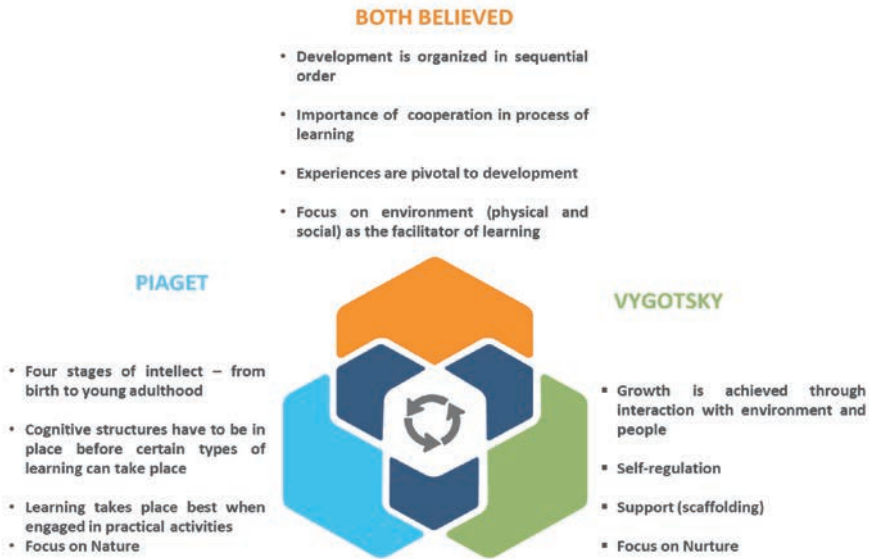 BOTH BELIEVED
• Development is organized in sequential
order
• Importance of cooperation in process of
learning
• Experiences are pivotal to development
• Focus on environment (physical and
social) as the facilitator of learning
PIAGET
• Four stages of intellect – from
birth to young adulthood
• Cognitive structures have to be in
place before certain types of
learning can take place
• Learning takes place best when
engaged in practical activities
• Focus on Nature
VYGOTSKY
▪ Growth is achieved through
interaction with environment and
people
▪ Self-regulation
▪ Support (scaffolding)
▪ Focus on Nurture